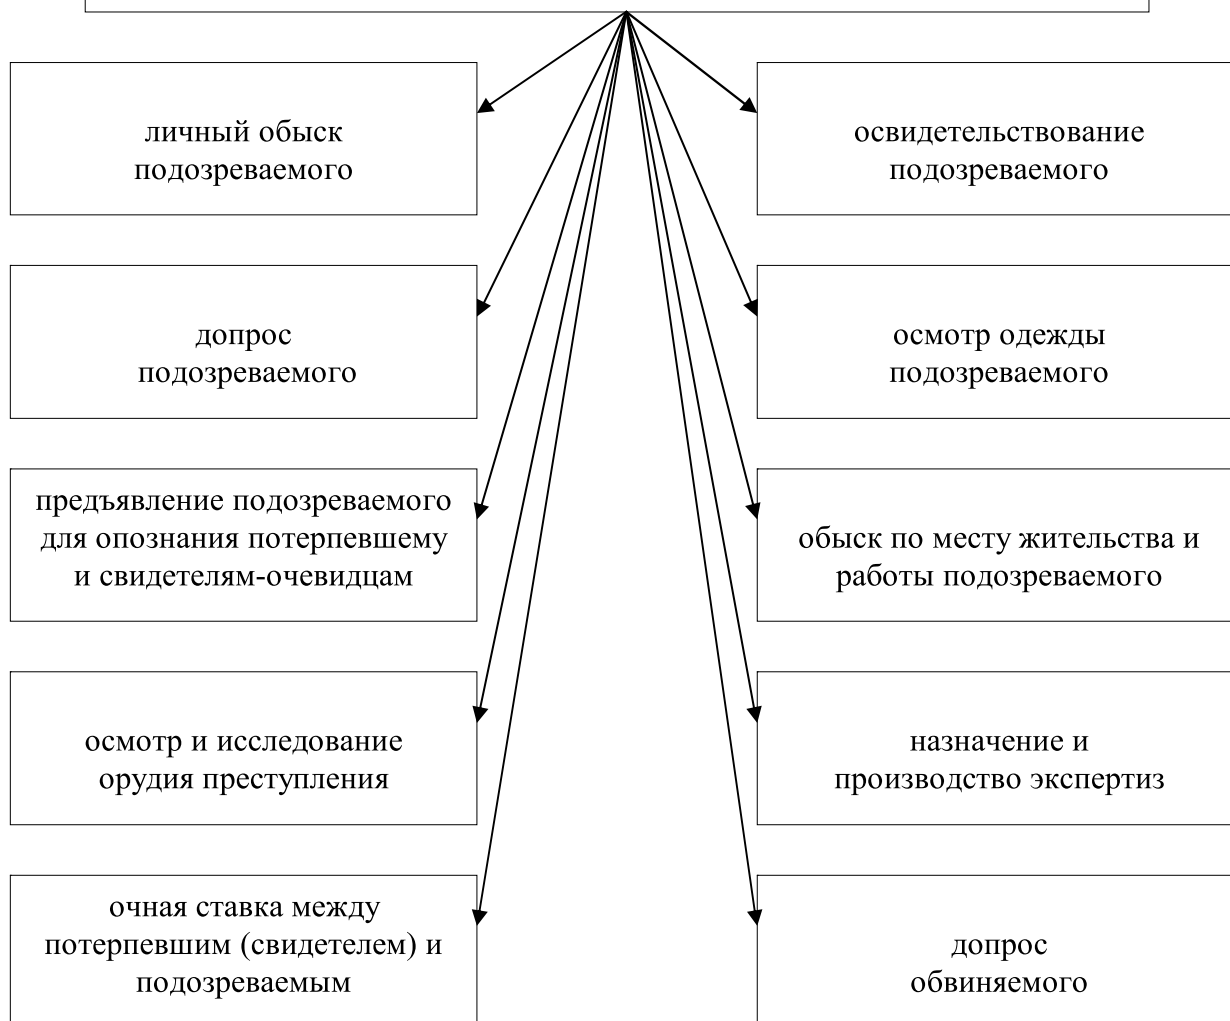 личный обыск
подозреваемого
освидетельствование
подозреваемого
допрос
подозреваемого
осмотр одежды
подозреваемого
предъявление подозреваемого
для опознания потерпевшему
и свидетелям-очевидцам
обыск по месту жительства и
работы подозреваемого
осмотр и исследование
орудия преступления
назначение и
производство экспертиз
очная ставка между
потерпевшим (свидетелем) и
подозреваемым
допрос
обвиняемого